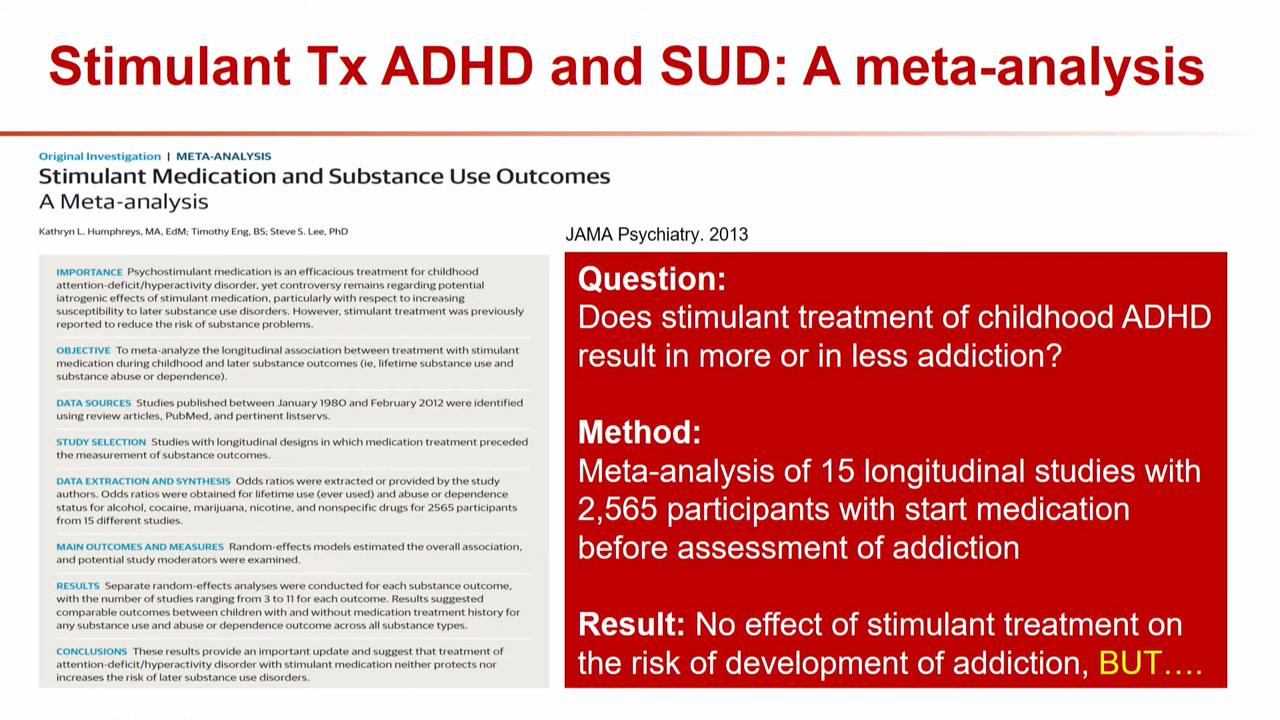 Stimulant Tx ADHD and SUD: A meta-analysis
Original Investigation | META-ANALYSIS
Stimulant Medication and Substance Use Outcomes
A Meta-analysis
Kathryn L. Humphreys, MA, EdM; Timothy Eng, BS; Steve S. Lee, PhD
IMPORTANCE Psychostimulant medication is an efficacious treatment for childhood
attention-deficit/hyperactivity disorder, yet controversy remains regarding potential
iatrogenic effects of stimulant medication, particularly with respect to increasing
susceptibility to later substance use disorders. However, stimulant treatment was previously
reported to reduce the risk of substance problems.
OBJECTIVE To meta-analyze the longitudinal association between treatment with stimulant
medication during childhood and later substance outcomes (ie, lifetime substance use and
substance abuse or dependence).
DATA SOURCES Studies published between January 1980 and February 2012 were identified
using review articles, PubMed, and pertinent listservs.
STUDY SELECTION Studies with longitudinal designs in which medication treatment preceded
the measurement of substance outcomes.
DATA EXTRACTION AND SYNTHESIS Odds ratios were extracted or provided by the study
authors. Odds ratios were obtained for lifetime use (ever used) and abuse or dependence
status for alcohol, cocaine, marijuana, nicotine, and nonspecific drugs for 2565 participants
from 15 different studies.
MAIN OUTCOMES AND MEASURES Random-effects models estimated the overall association,
and potential study moderators were examined.
RESULTS Separate random-effects analyses were conducted for each substance outcome,
with the number of studies ranging from 3 to 11 for each outcome. Results suggested
comparable outcomes between children with and without medication treatment history for
any substance use and abuse or dependence outcome across all substance types.
CONCLUSIONS These results provide an important update and suggest that treatment of
attention-deficit/hyperactivity disorder with stimulant medication neither protects nor
increases the risk of later substance use disorders.
JAMA Psychiatry. 2013
Question:
Does stimulant treatment of childhood ADHD
result in more or in less addiction?
Method:
Meta-analysis of 15 longitudinal studies with
2,565 participants with start medication
before assessment of addiction
Result: No effect of stimulant treatment on
the risk of development of addiction, BUT....